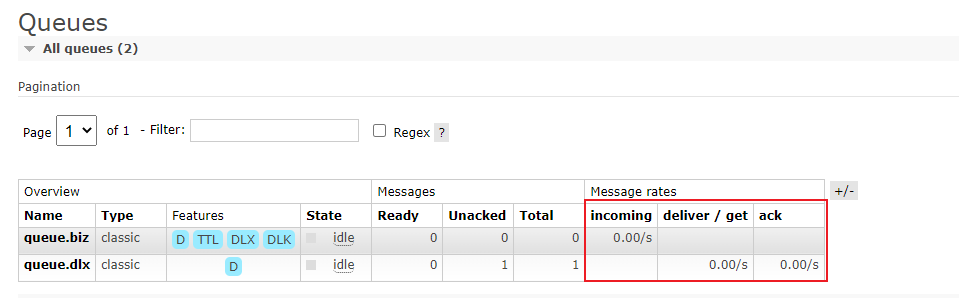 Queues
All queues (2)
Pagination
Page 1 of 1 - Filter: Regex ?
Overview Messages Message rates +/-
Name Type Features State Ready Unacked Total incoming deliver / get ack
queue.biz classic D TTL DLX DLK idle 0 0 0 0.00/s
queue.dlx classic D idle 0 1 1 0.00/s 0.00/s